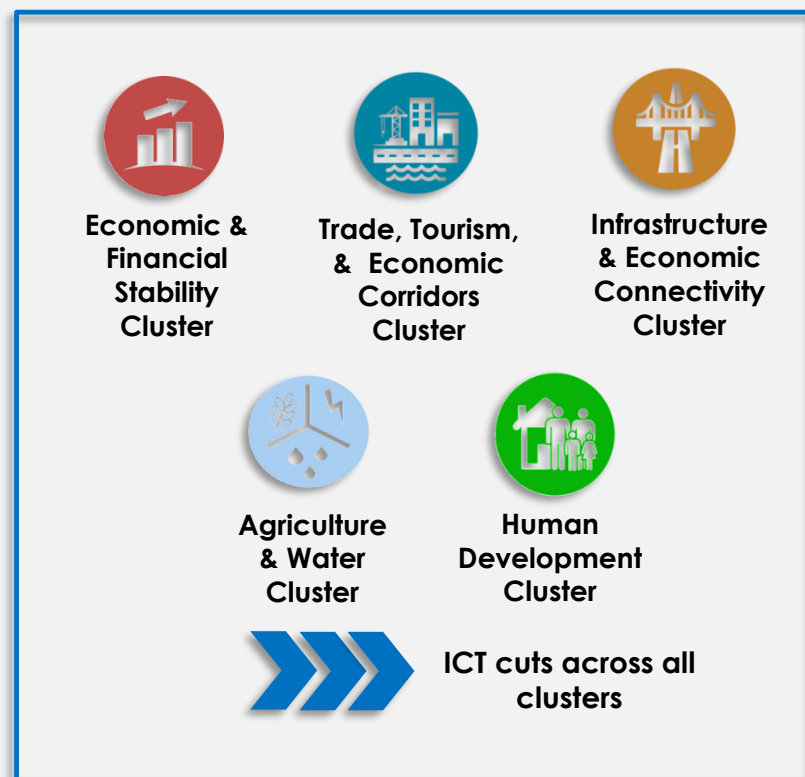 Economic &
Financial
Stability
Cluster
Trade, Tourism,
& Economic
Corridors
Cluster
Infrastructure
& Economic
Connectivity
Cluster
Agriculture
& Water
Cluster
Human
Development
Cluster
ICT cuts across all
clusters